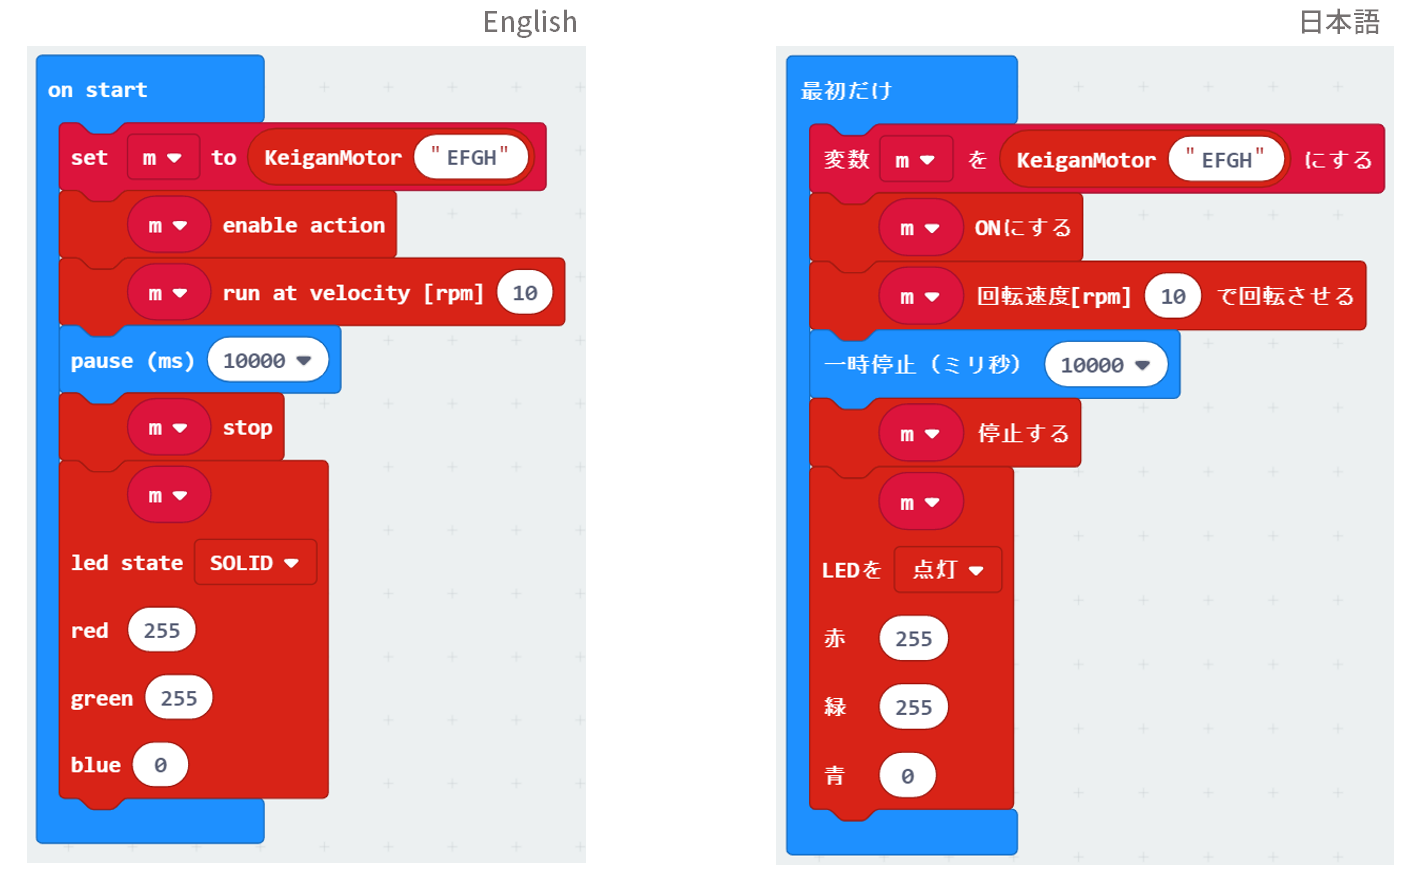 English
on start
set m to KeiganMotor "EFGH"
m enable action
m run at velocity [rpm] 10
pause (ms) 10000
m stop
m
led state SOLID
red 255
green 255
blue 0
日本語
最初だけ
変数 m を KeiganMotor "EFGH" にする
m ONにする
m 回転速度[rpm] 10 で回転させる
一時停止（ミリ秒） 10000
m 停止する
m
LEDを 点灯
赤 255
緑 255
青 0